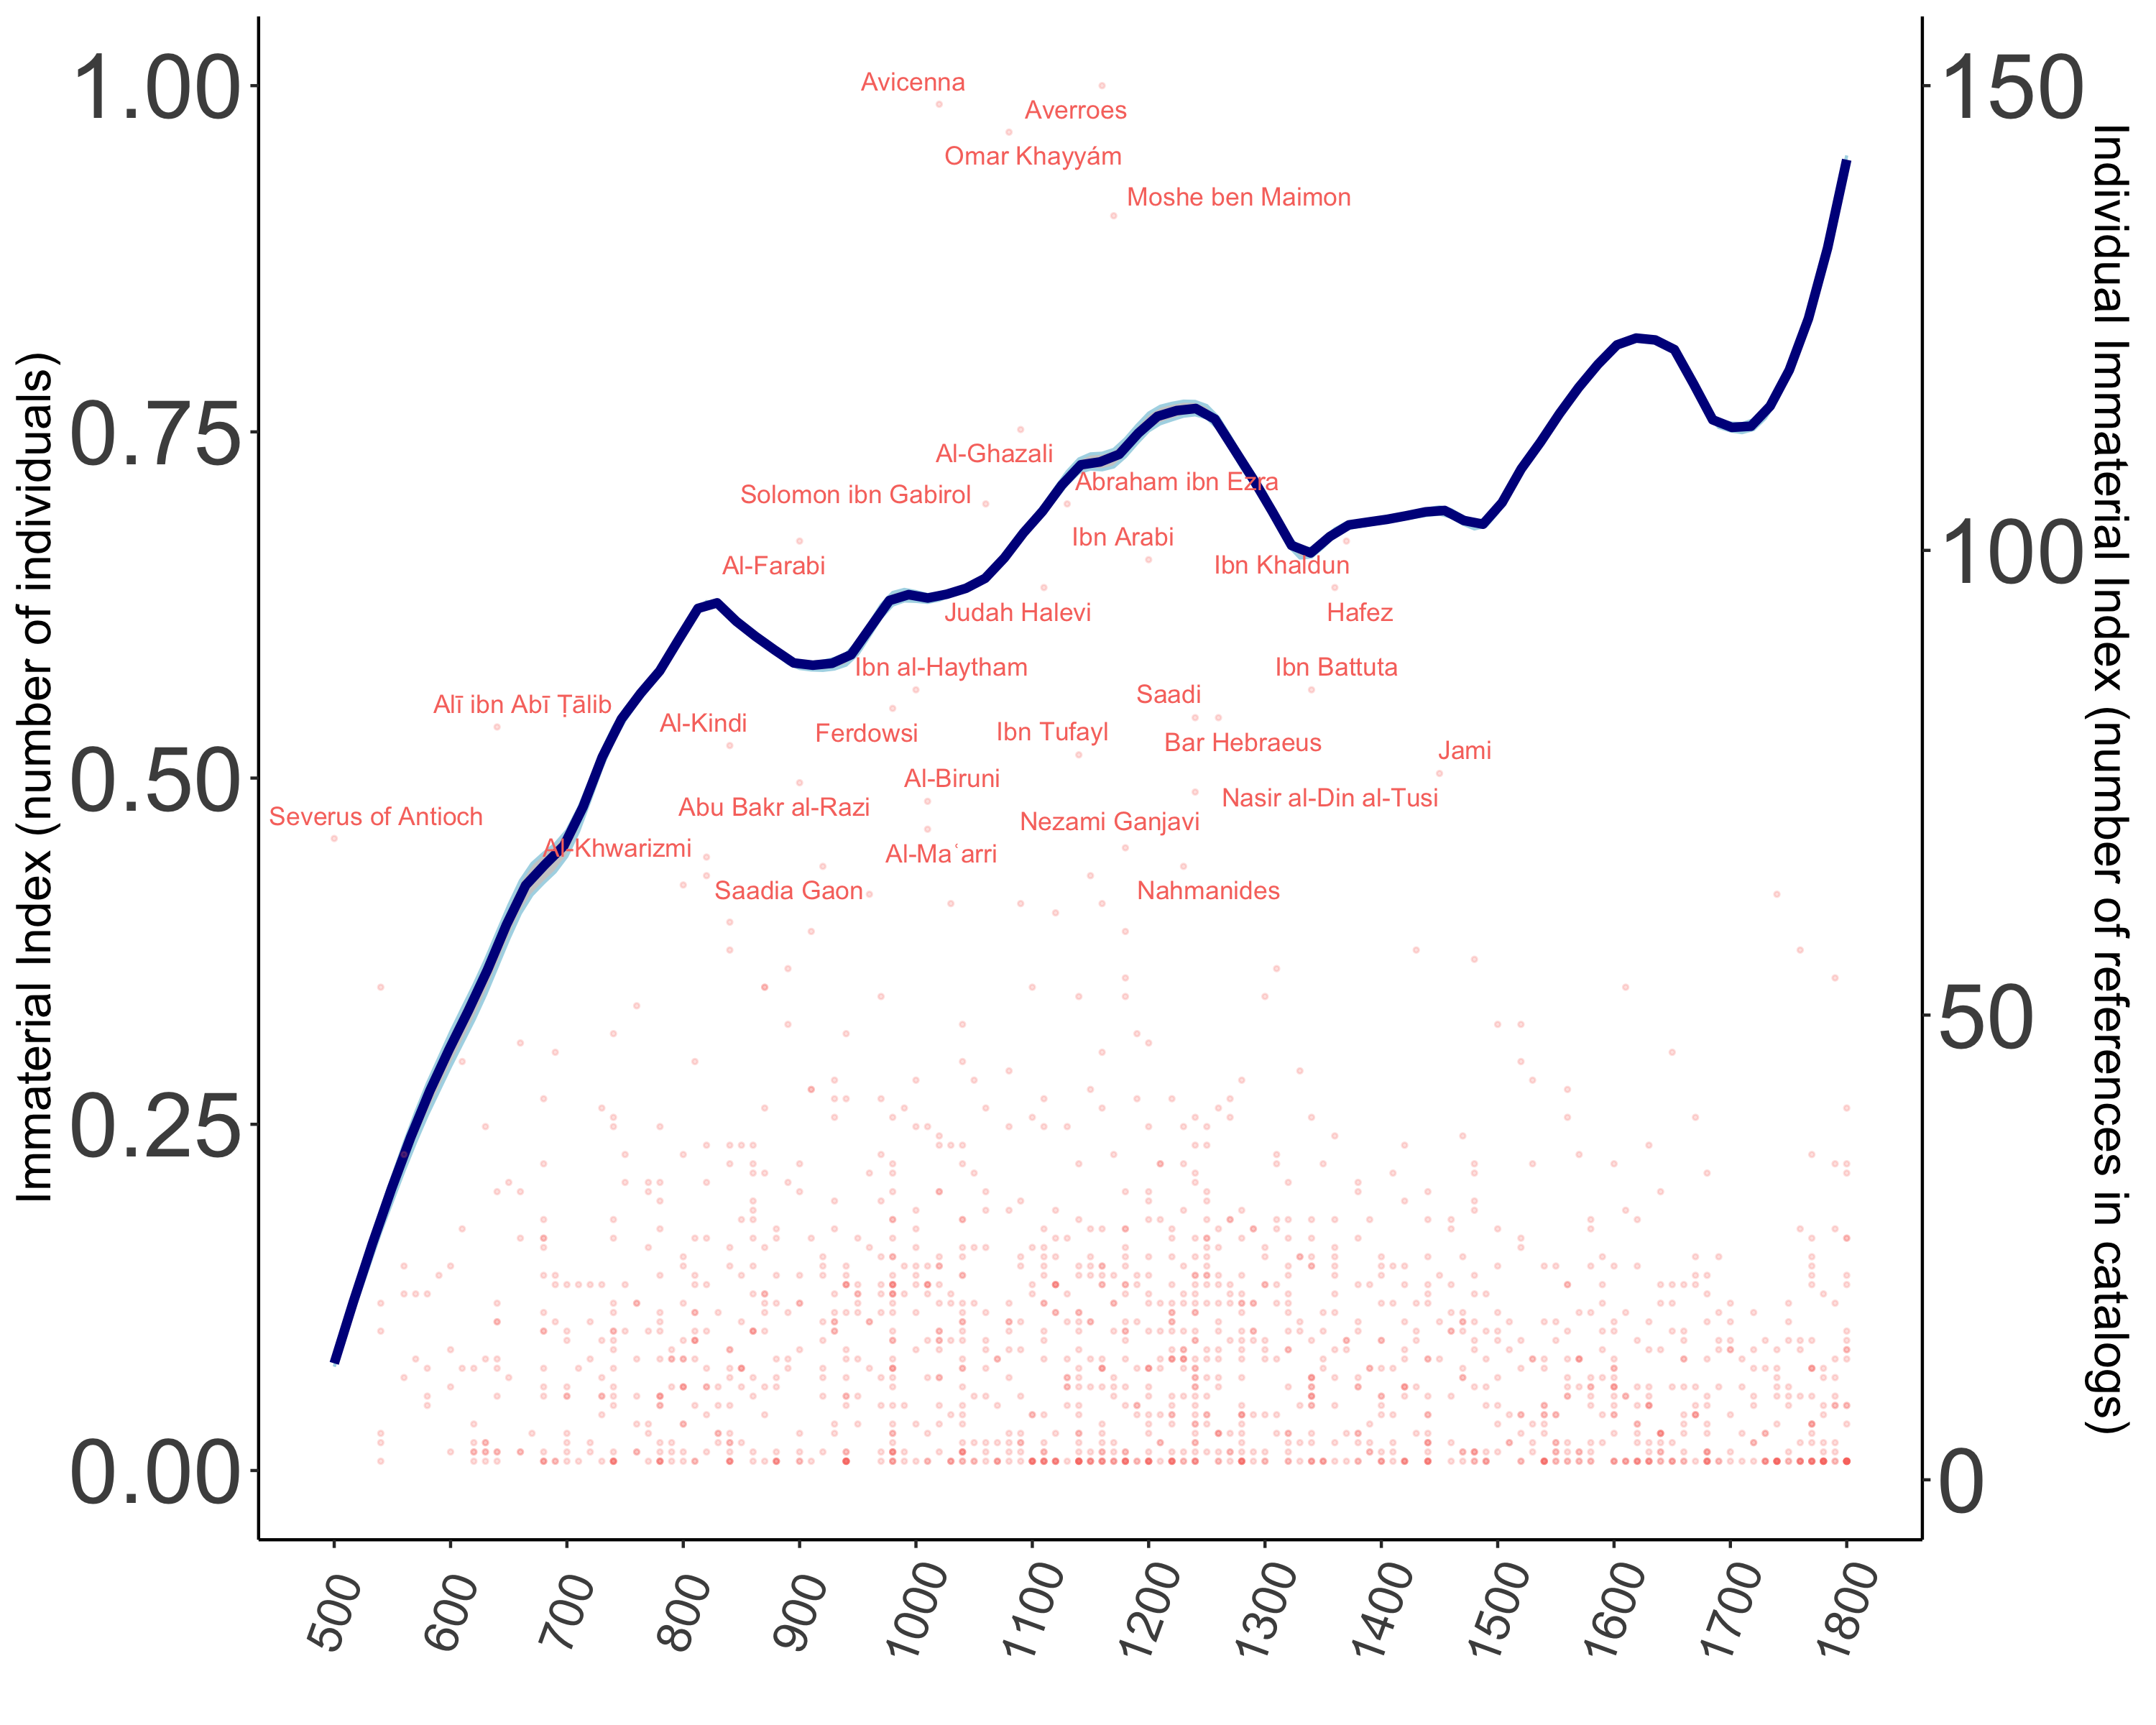 1.00
0.75
0.50
0.25
0.00
Immaterial Index (number of individuals)
Avicenna
Averroes
Omar Khayyám
Moshe ben Maimon
Al-Ghazali
Abraham ibn Ezra
Solomon ibn Gabirol
Ibn Arabi
Al-Farabi
Ibn Khaldun
Judah Halevi
Hafez
Ibn al-Haytham
Ibn Battuta
Saadi
Alī ibn Abī Ṭālib
Al-Kindi
Ferdowsi
Ibn Tufayl
Bar Hebraeus
Jami
Al-Biruni
Nasir al-Din al-Tusi
Abu Bakr al-Razi
Severus of Antioch
Nezami Ganjavi
Al-Khwarizmi
Al-Maʿarri
Saadia Gaon
Nahmanides
150
100
50
0
Individual Immaterial Index (number of references in catalogs)
500
600
700
800
900
1000
1100
1200
1300
1400
1500
1600
1700
1800